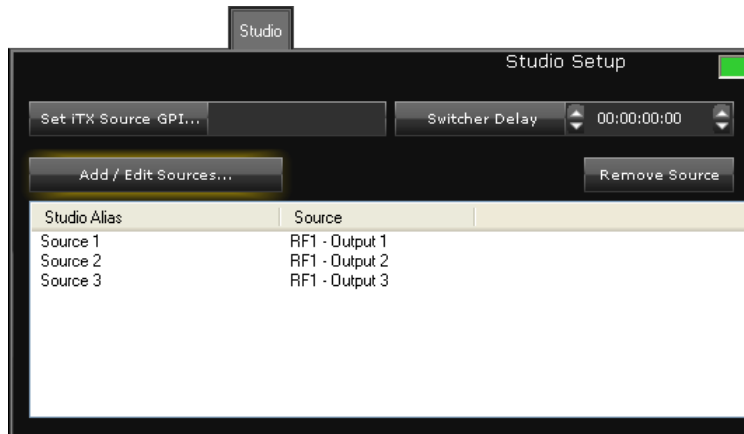 Studio
Studio Setup
Set iTX Source GPI... Switcher Delay 00:00:00:00
Add / Edit Sources... Remove Source
Studio Alias Source
Source 1 RF1 - Output 1
Source 2 RF1 - Output 2
Source 3 RF1 - Output 3